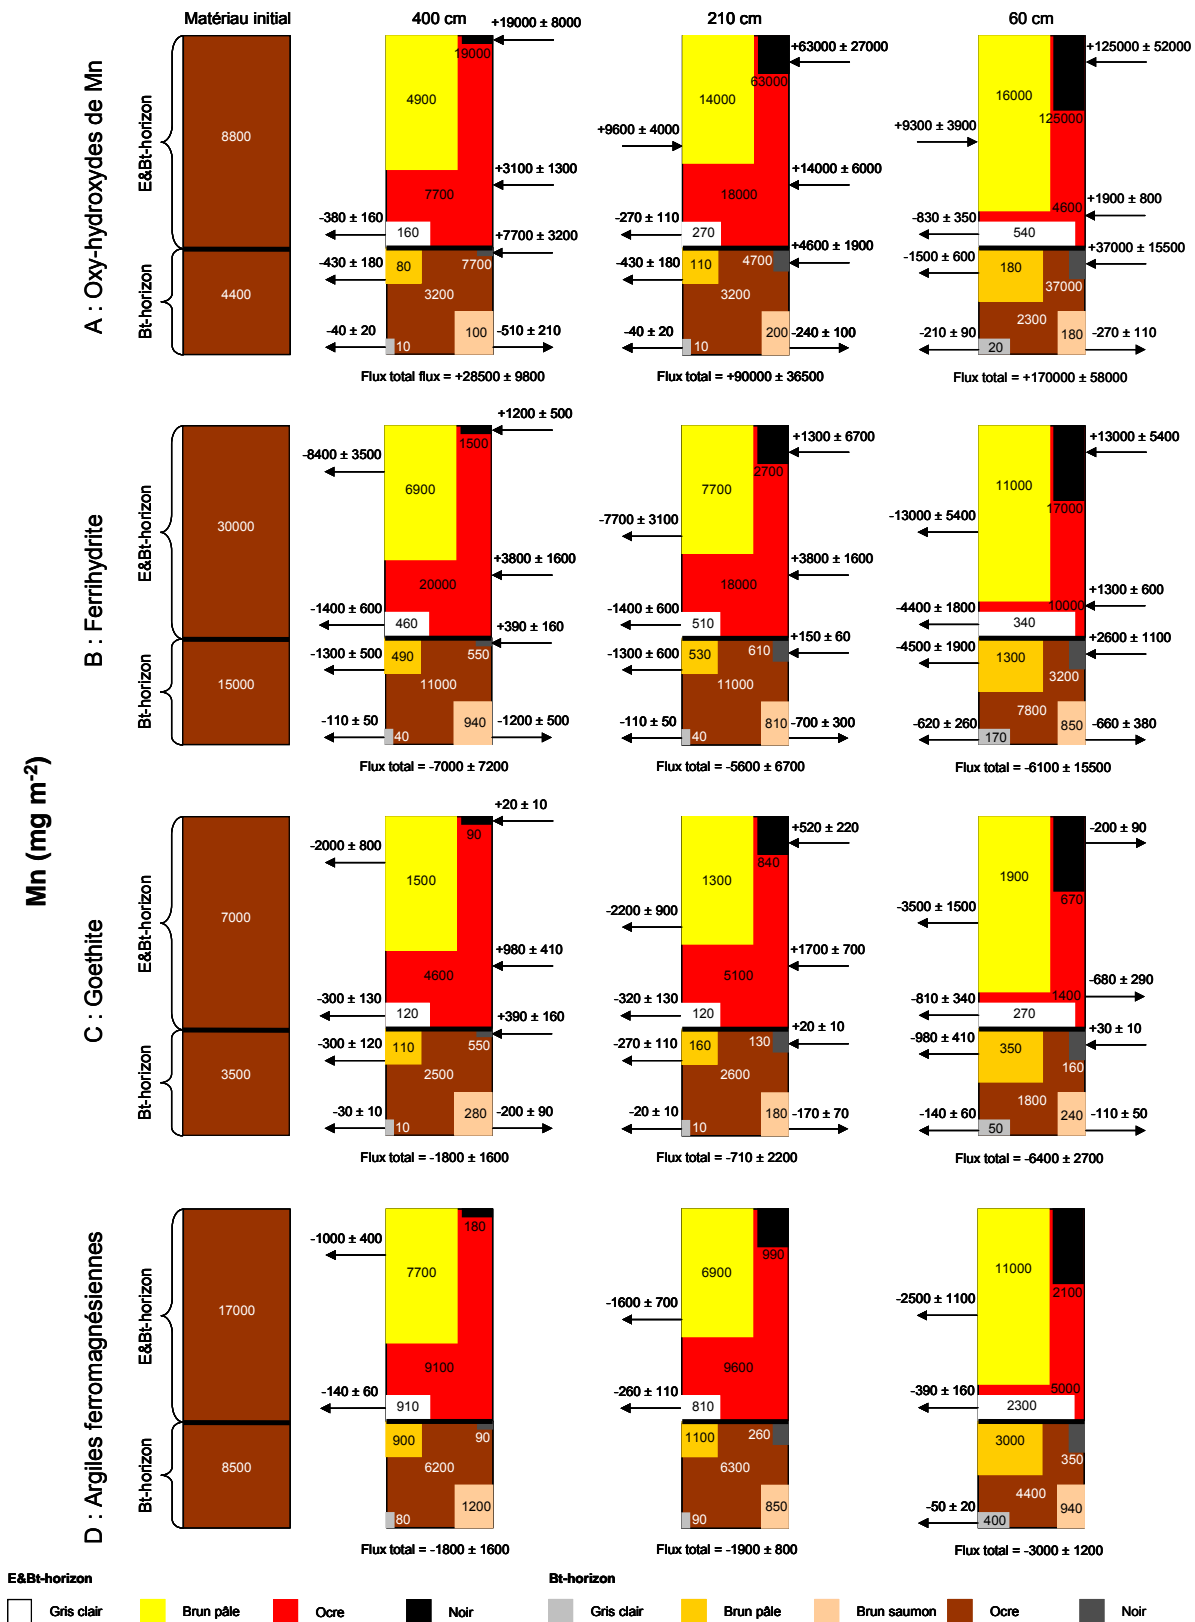 Matériau initial 400 cm 210 cm 60 cm
Mn (mg m-2)
A : Oxy-hydroxydes de Mn
E&Bt-horizon
Bt-horizon
8800
4400
+19000 ± 8000
19000
4900
+3100 ± 1300
7700
-380 ± 160
160
+7700 ± 3200
-430 ± 180
80
7700
3200
-40 ± 20
10
100
-510 ± 210
Flux total flux = +28500 ± 9800
+63000 ± 27000
63000
14000
+9600 ± 4000
+14000 ± 6000
18000
-270 ± 110
270
+4600 ± 1900
-430 ± 180
110
4700
3200
-40 ± 20
10
200
-240 ± 100
Flux total = +90000 ± 36500
+125000 ± 52000
16000
125000
+9300 ± 3900
+1900 ± 800
4600
-830 ± 350
540
+37000 ± 15500
-1500 ± 600
180
37000
2300
-210 ± 90
20
180
-270 ± 110
Flux total = +170000 ± 58000
B : Ferrihydrite
E&Bt-horizon
Bt-horizon
30000
15000
+1200 ± 500
1500
-8400 ± 3500
6900
+3800 ± 1600
20000
-1400 ± 600
460
+390 ± 160
-1300 ± 500
490
550
11000
-110 ± 50
40
940
-1200 ± 500
Flux total = -7000 ± 7200
+1300 ± 6700
2700
7700
-7700 ± 3100
+3800 ± 1600
18000
-1400 ± 600
510
+150 ± 60
-1300 ± 600
530
610
11000
-110 ± 50
40
810
-700 ± 300
Flux total = -5600 ± 6700
+13000 ± 5400
11000
17000
-13000 ± 5400
+1300 ± 600
10000
-4400 ± 1800
340
+2600 ± 1100
-4500 ± 1900
1300
3200
7800
-620 ± 260
170
850
-660 ± 380
Flux total = -6100 ± 15500
C : Goethite
E&Bt-horizon
Bt-horizon
7000
3500
+20 ± 10
90
-2000 ± 800
1500
+980 ± 410
4600
-300 ± 130
120
+390 ± 160
-300 ± 120
110
550
2500
-30 ± 10
10
280
-200 ± 90
Flux total = -1800 ± 1600
+520 ± 220
840
1300
-2200 ± 900
+1700 ± 700
5100
-320 ± 130
120
+20 ± 10
-270 ± 110
160
130
2600
-20 ± 10
10
180
-170 ± 70
Flux total = -710 ± 2200
-200 ± 90
1900
670
-3500 ± 1500
-680 ± 290
1400
-810 ± 340
270
+30 ± 10
-980 ± 410
350
160
1800
-140 ± 60
50
240
-110 ± 50
Flux total = -6400 ± 2700
D : Argiles ferromagnésiennes
E&Bt-horizon
Bt-horizon
17000
8500
180
-1000 ± 400
7700
9100
-140 ± 60
910
900
90
6200
80
1200
Flux total = -1800 ± 1600
990
6900
-1600 ± 700
9600
-260 ± 110
810
1100
260
6300
90
850
Flux total = -1900 ± 800
11000
2100
-2500 ± 1100
5000
-390 ± 160
2300
3000
350
4400
-50 ± 20
400
940
Flux total = -3000 ± 1200
E&Bt-horizon
Gris clair Brun pâle Ocre Noir
Bt-horizon
Gris clair Brun pâle Brun saumon Ocre Noir